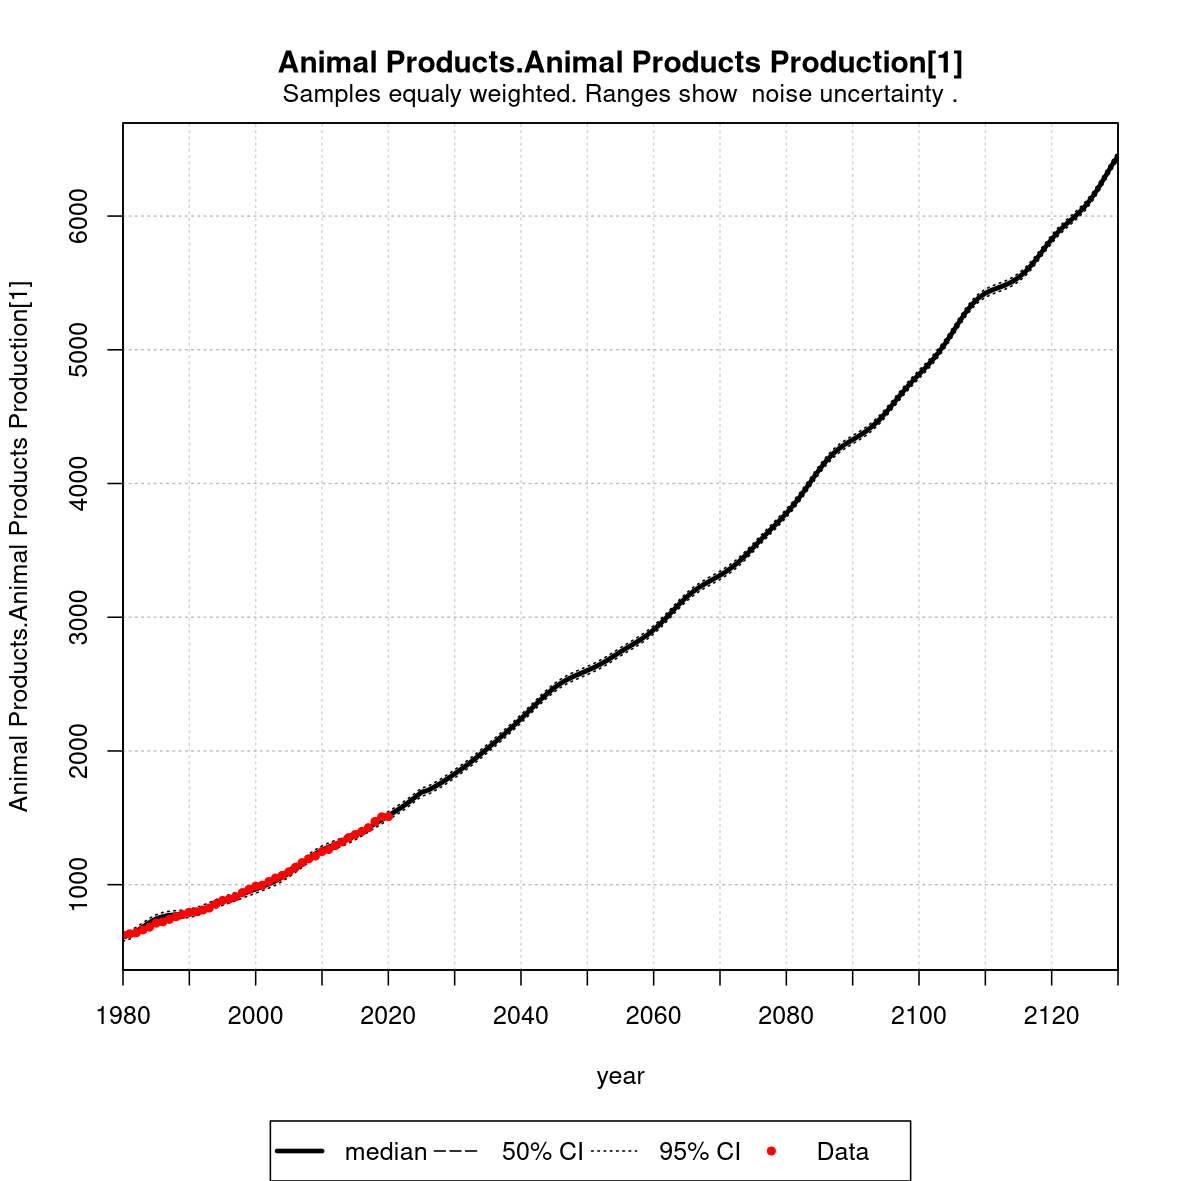 Animal Products.Animal Products Production[1]
Samples equaly weighted. Ranges show  noise uncertainty .
Animal Products.Animal Products Production[1]
6000
5000
4000
3000
2000
1000
1980 2000 2020 2040 2060 2080 2100 2120
year
median 50% CI 95% CI Data